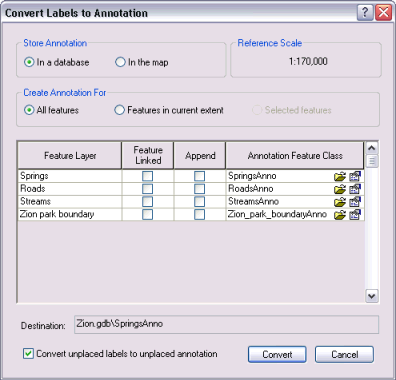 Convert Labels to Annotation
Store Annotation
In a database
In the map
Reference Scale
1:170,000
Create Annotation For
All features
Features in current extent
Selected features
Feature Layer
Feature Linked
Append
Annotation Feature Class
Springs
SpringsAnno
Roads
RoadsAnno
Streams
StreamsAnno
Zion park boundary
Zion_park_boundaryAnno
Destination:
Zion.gdb\SpringsAnno
Convert unplaced labels to unplaced annotation
Convert
Cancel